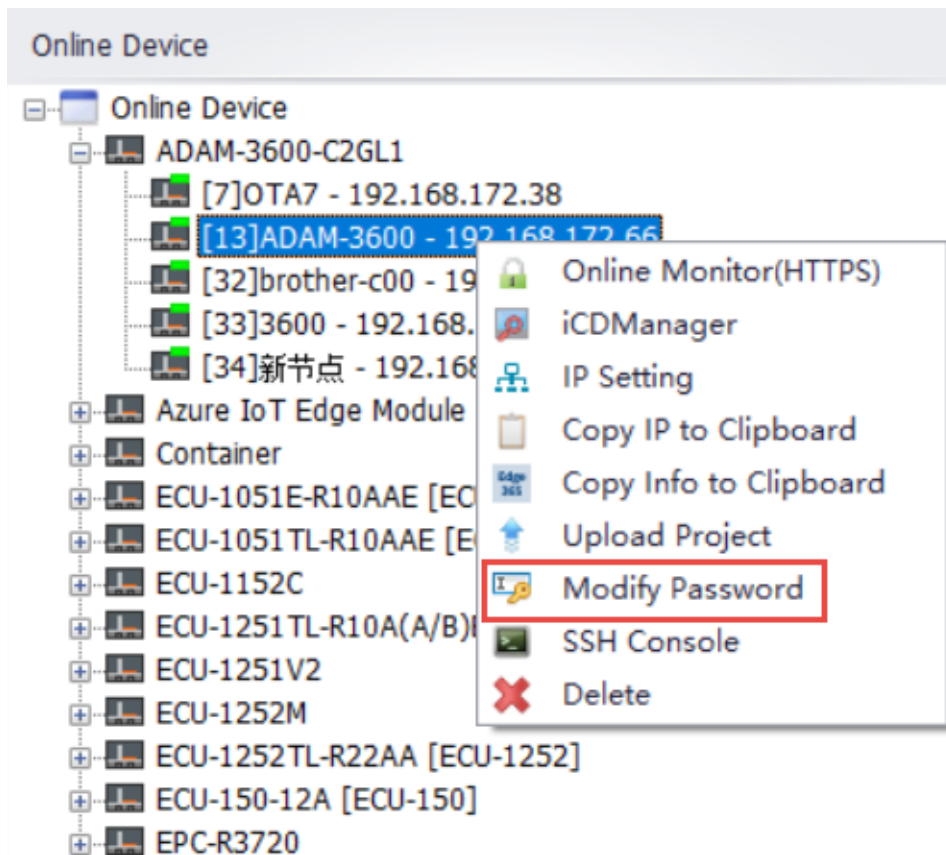 Online Device
Online Device
ADAM-3600-C2GL1
[7]OTA7 - 192.168.172.38
[13]ADAM-3600 - 192.168.172.66
[32]brother-c00 - 19
[33]3600 - 192.168.
[34]新节点 - 192.168
Azure IoT Edge Module
Container
ECU-1051E-R10AAE [EC
ECU-1051TL-R10AAE [E
ECU-1152C
ECU-1251TL-R10A(A/B)
ECU-1251V2
ECU-1252M
ECU-1252TL-R22AA [ECU-1252]
ECU-150-12A [ECU-150]
EPC-R3720
Online Monitor(HTTPS)
iCDManager
IP Setting
Copy IP to Clipboard
Edge
365
Copy Info to Clipboard
Upload Project
Modify Password
SSH Console
Delete